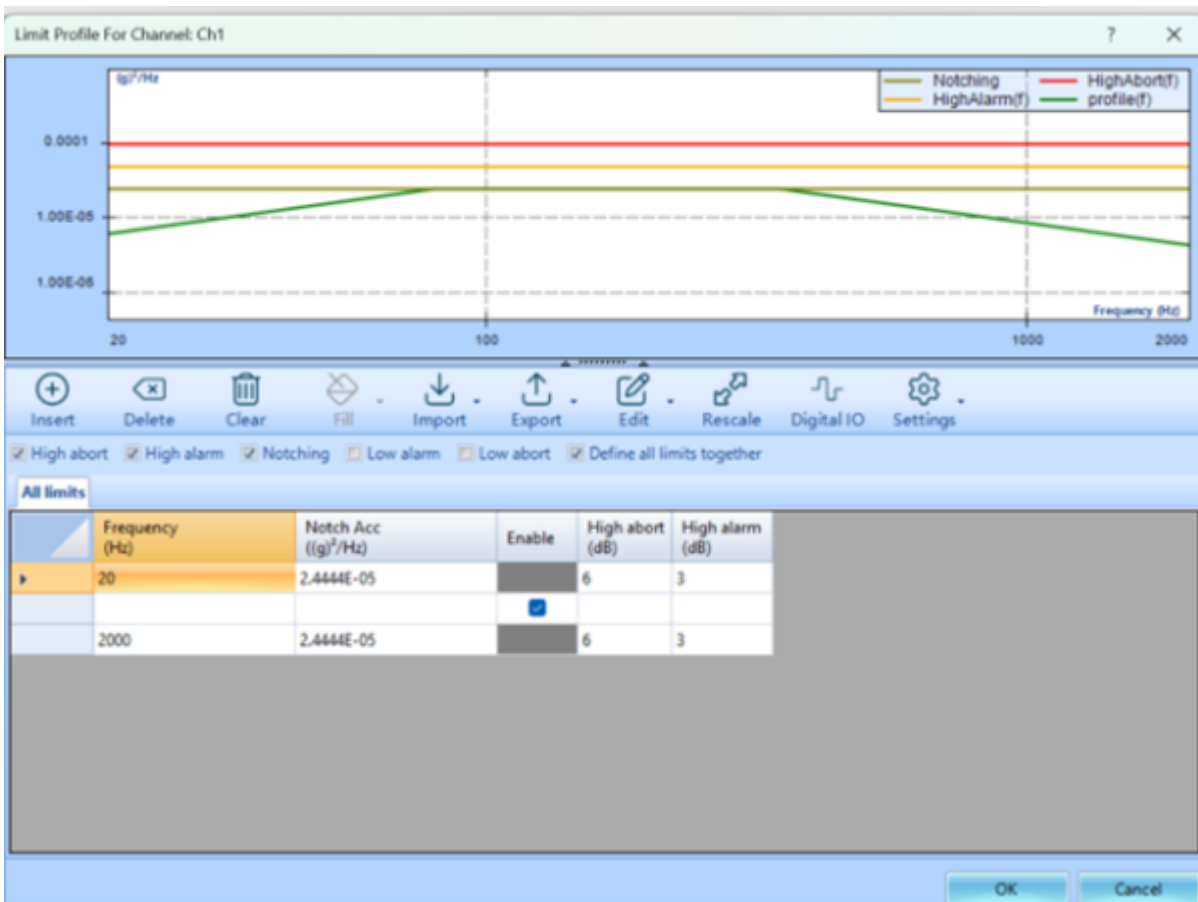 Limit Profile For Channel: Ch1 ? ×
(g)²/Hz
Notching HighAbort(f)
HighAlarm(f) profile(f)
0.0001
1.00E-05
1.00E-06
Frequency (Hz)
20 100 1000 2000
Insert Delete Clear Fill Import Export Edit Rescale Digital IO Settings
High abort High alarm Notching Low alarm Low abort Define all limits together
All limits
Frequency (Hz) Notch Acc ((g)²/Hz) Enable High abort (dB) High alarm (dB)
20 2.4444E-05 6 3
2000 2.4444E-05 6 3
OK Cancel